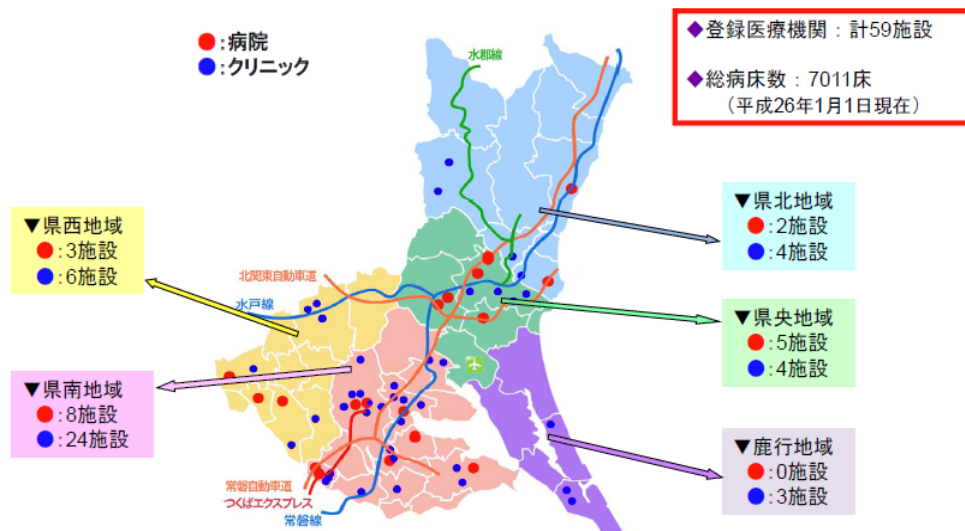 ●:病院
●:クリニック
◆登録医療機関:計59施設
◆総病床数:7011床
(平成26年1月1日現在)
水郡線
▼県西地域
●:3施設
●:6施設
▼県北地域
●:2施設
●:4施設
北関東自動車道
水戸線
▼県央地域
●:5施設
●:4施設
▼県南地域
●:8施設
●:24施設
▼鹿行地域
●:0施設
●:3施設
常磐自動車道
つくばエクスプレス
常磐線